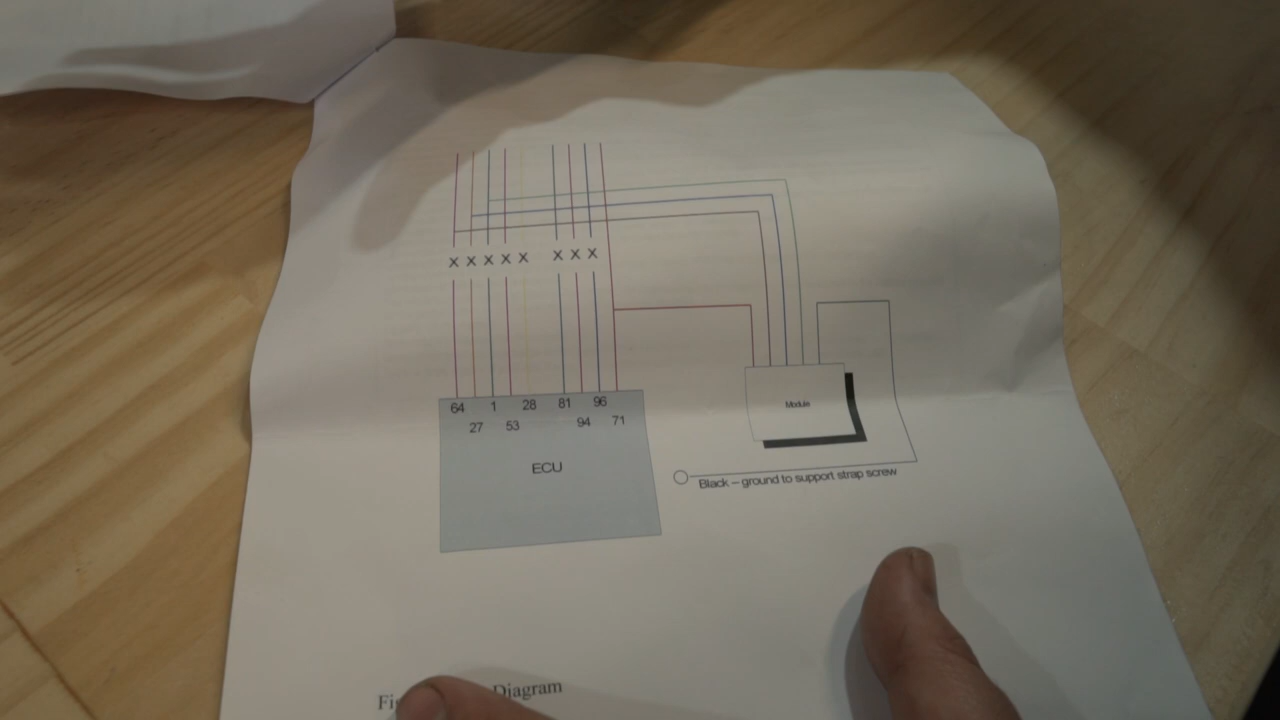 X X X X X X X X
64 1 28 81 96
27 53 94 71
ECU
Module
Black – ground to support strap screw
Diagram